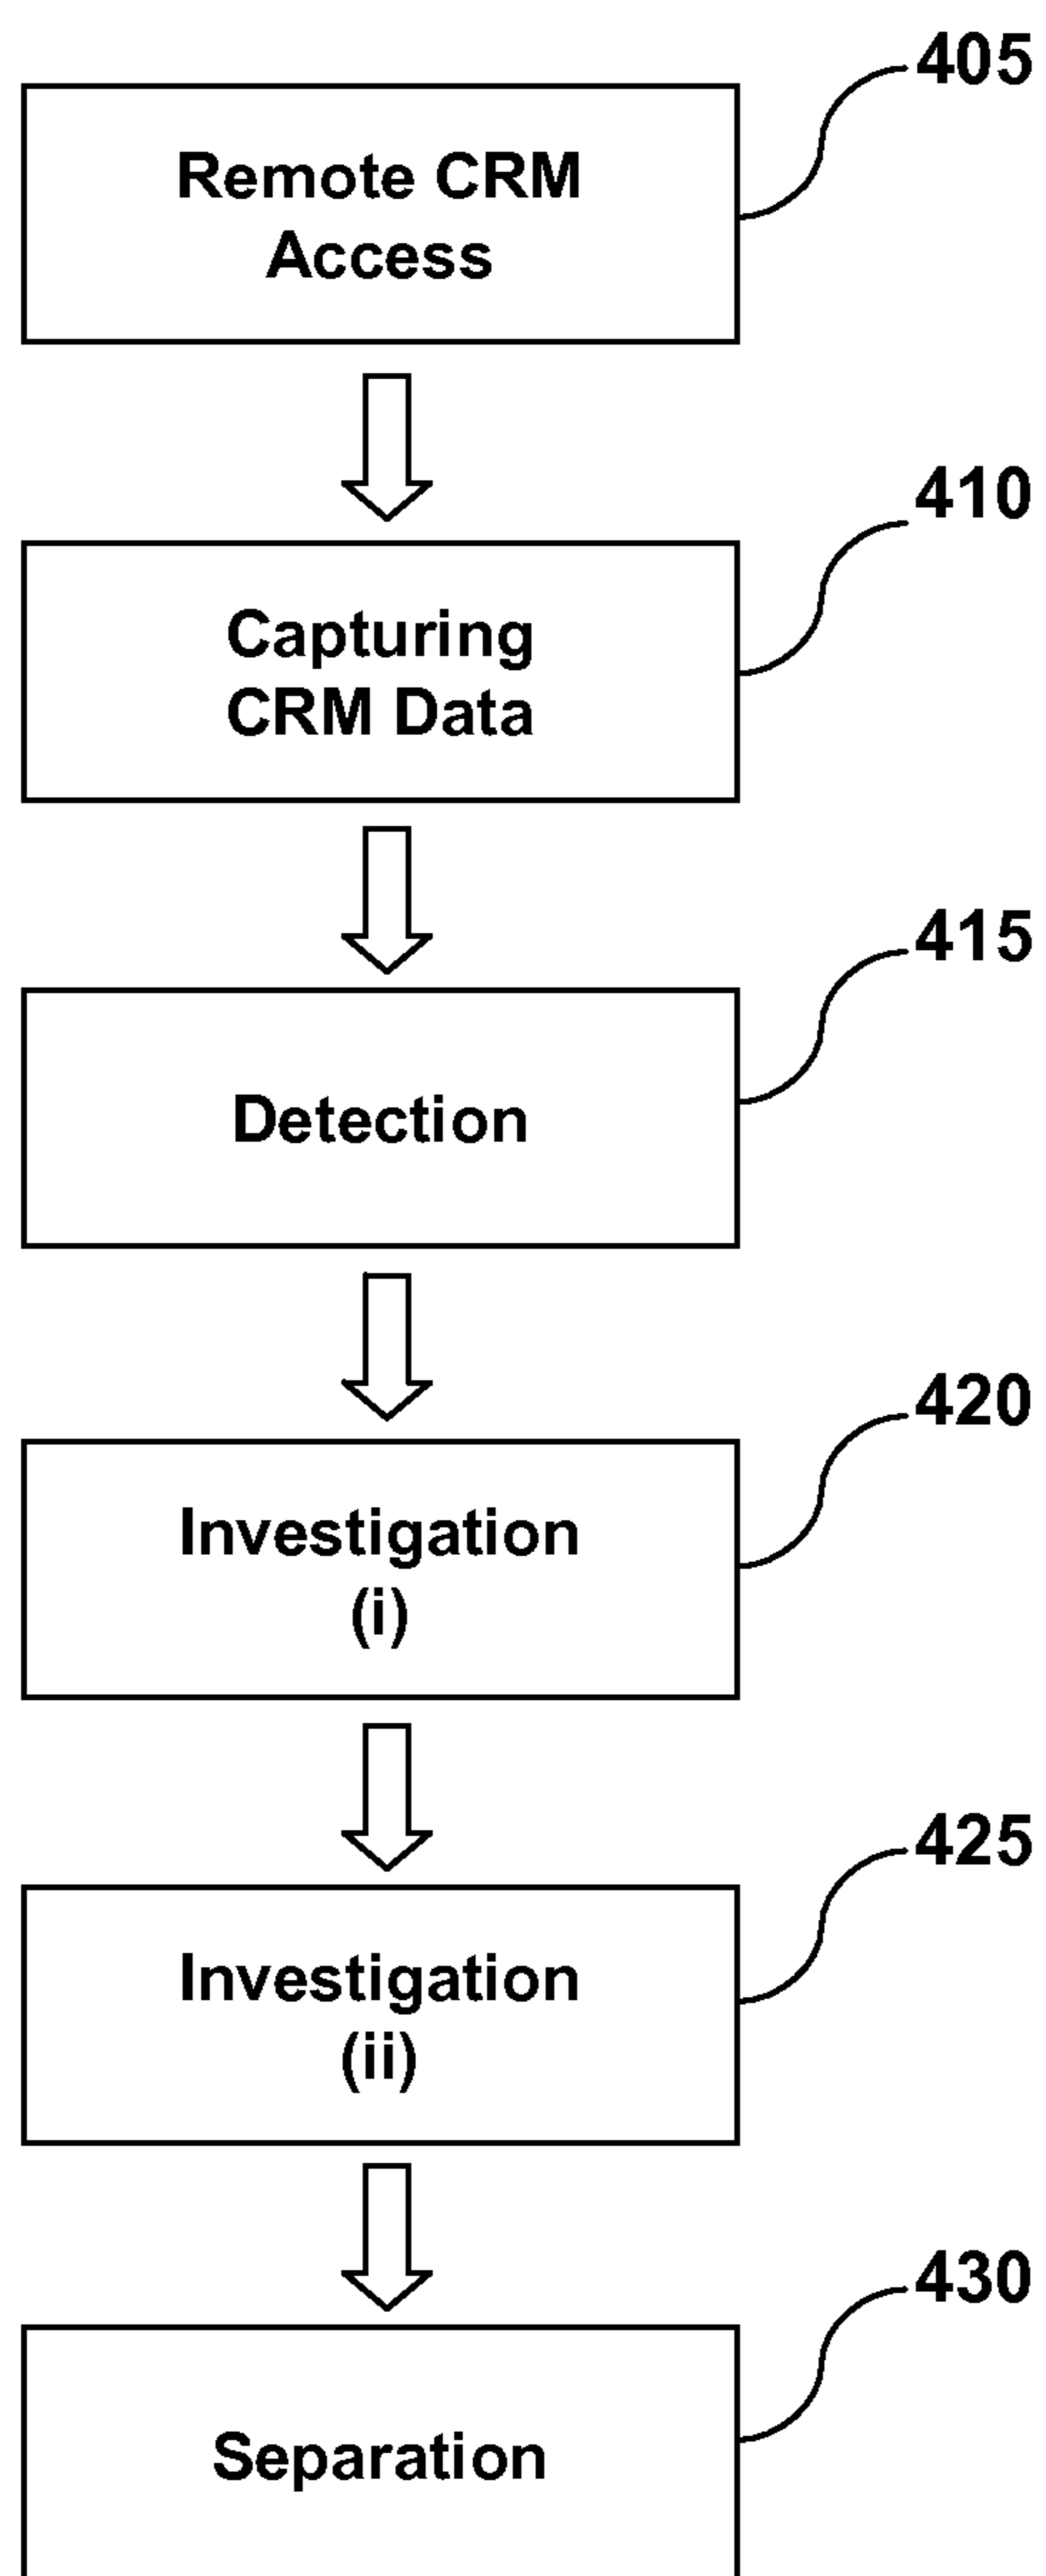 405
Remote CRM
Access
410
Capturing
CRM Data
415
Detection
420
Investigation
(i)
425
Investigation
(ii)
430
Separation